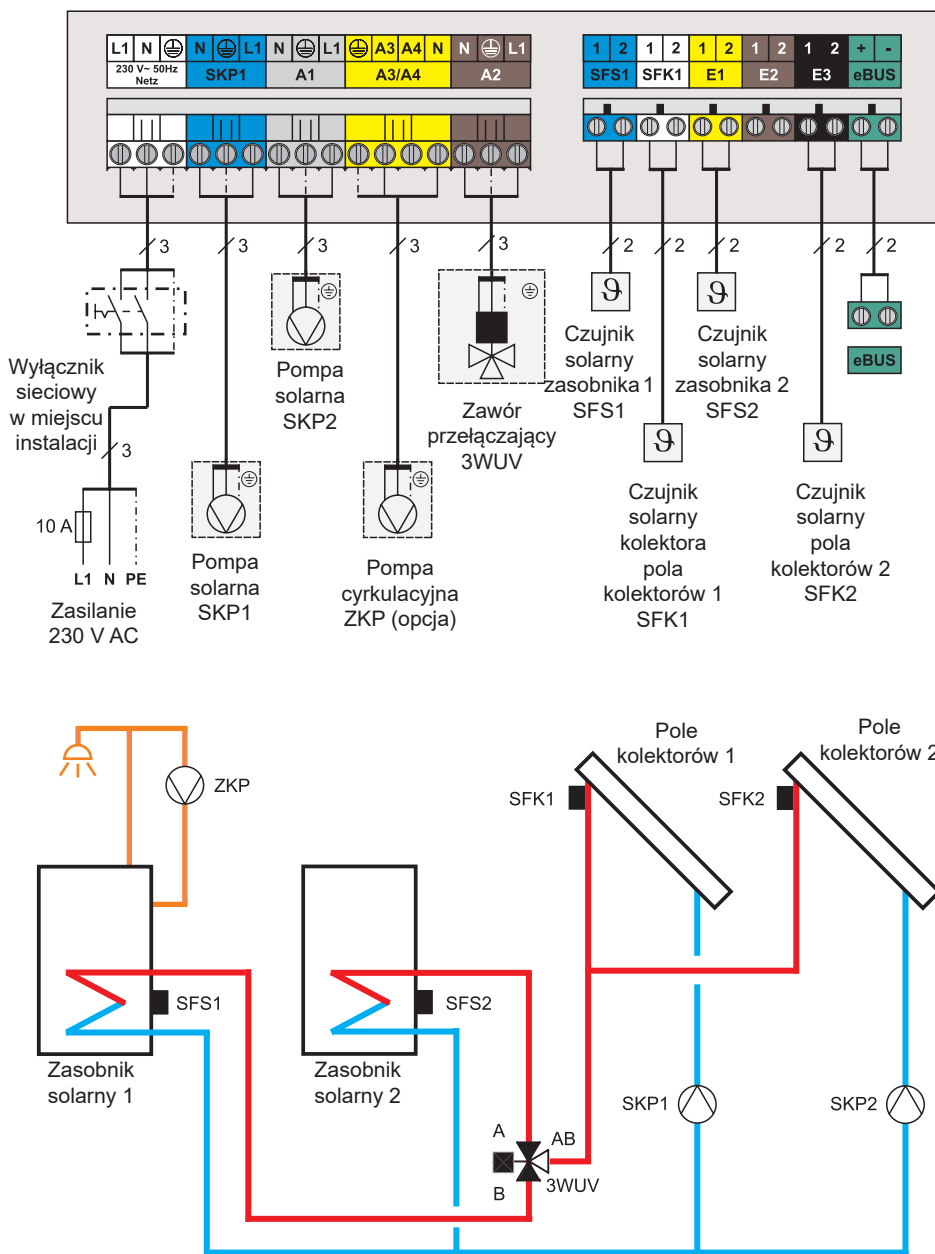 L1 N N L1 N L1 A3 A4 N N L1 1 2 1 2 1 2 1 2 1 2 + -
230 V~ 50Hz
Netz
SKP1 A1 A3/A4 A2 SFS1 SFK1 E1 E2 E3 eBUS
3 3 3 3 3 2 2 2 2 2
ϑ ϑ
Wyłącznik
sieciowy
w miejscu
instalacji
3
Pompa
solarna
SKP2
Zawór
przełączający
3WUV
Czujnik
solarny
zasobnika 1
SFS1
Czujnik
solarny
zasobnika 2
SFS2
eBUS
ϑ ϑ
10 A
L1 N PE
Zasilanie
230 V AC
Pompa
solarna
SKP1
Pompa
cyrkulacyjna
ZKP (opcja)
Czujnik
solarny
kolektora
pola
kolektorów 1
SFK1
Czujnik
solarny
pola
kolektorów 2
SFK2
Pole
kolektorów 1
Pole
kolektorów 2
ZKP
SFK1
SFK2
SFS1
SFS2
Zasobnik
solarny 1
Zasobnik
solarny 2
SKP1
SKP2
A
AB
B
3WUV